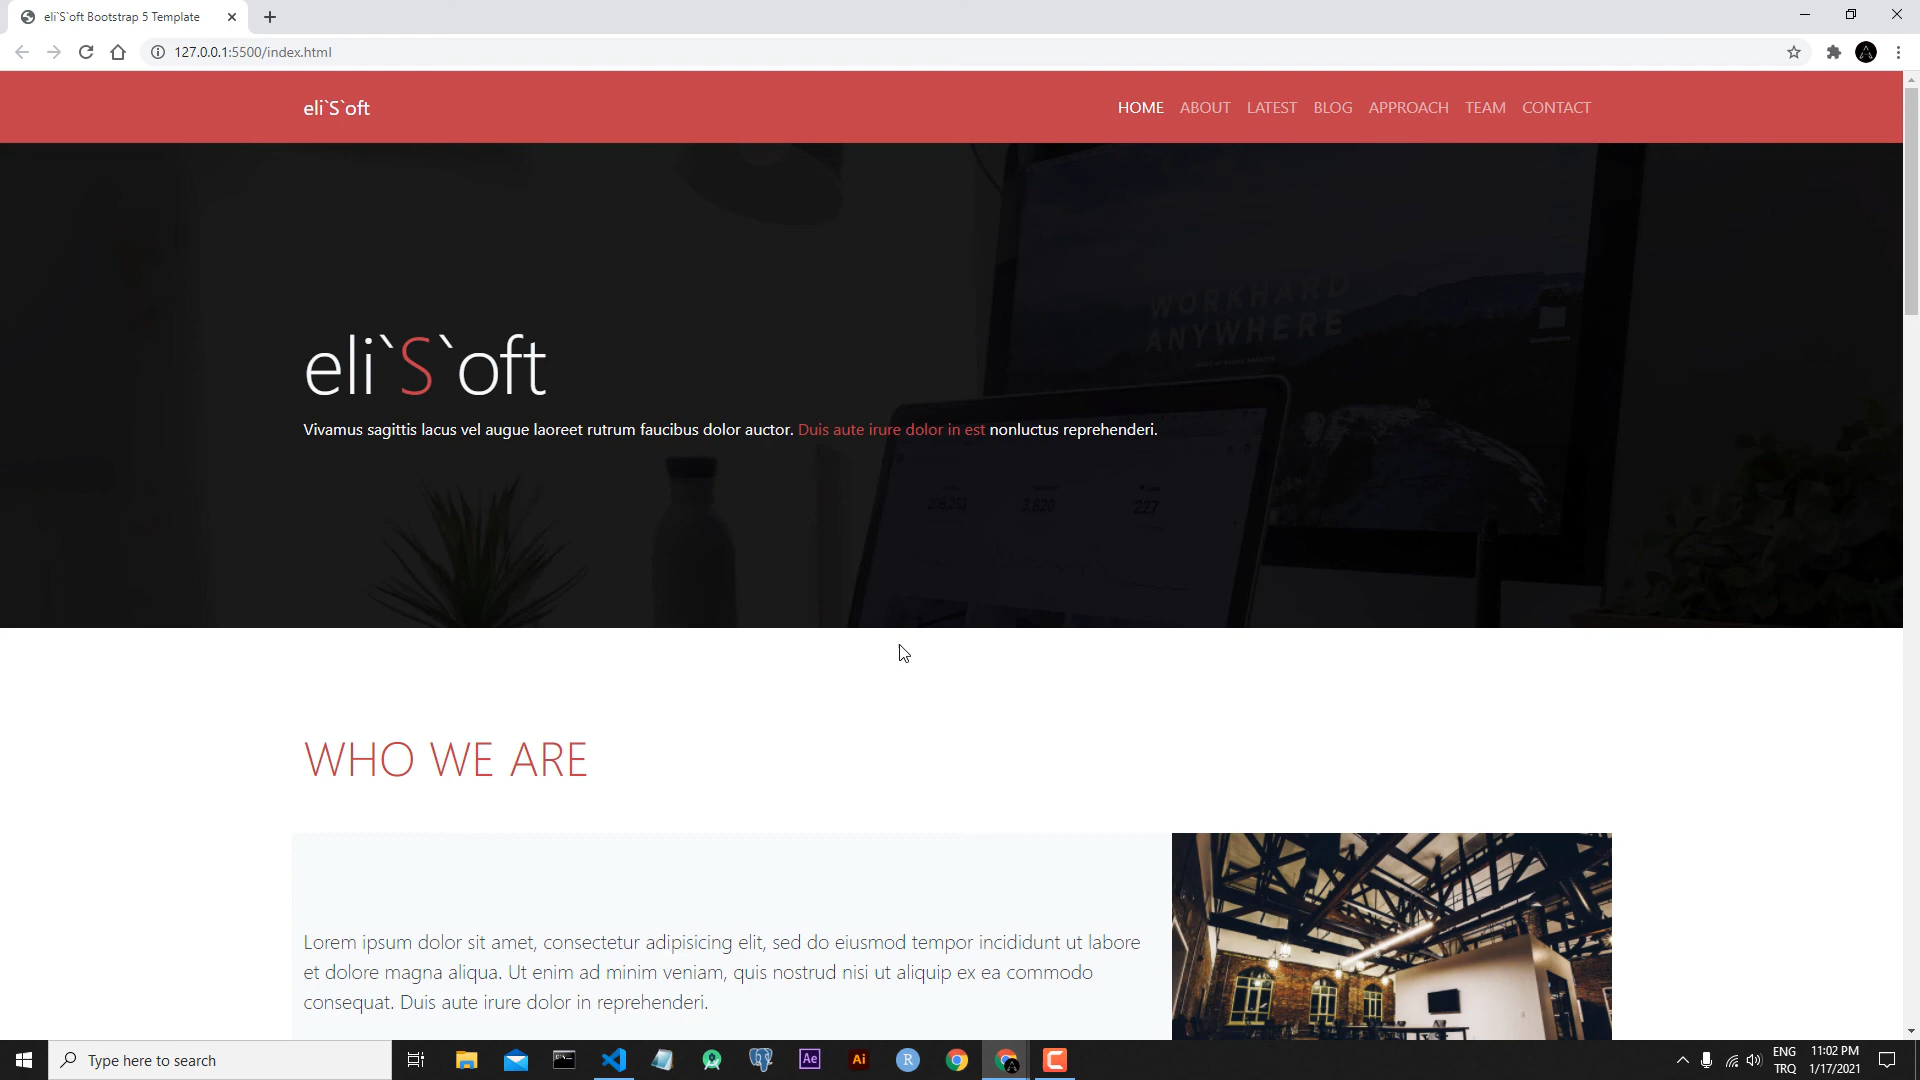 eli`S`oft Bootstrap 5 Template
127.0.0.1:5500/index.html
eli`S`oft
HOME ABOUT LATEST BLOG APPROACH TEAM CONTACT
WORKHARD
ANYWHERE
eli`S`oft
Vivamus sagittis lacus vel augue laoreet rutrum faucibus dolor auctor. Duis aute irure dolor in est nonluctus reprehenderi.
3,820
227
WHO WE ARE
Lorem ipsum dolor sit amet, consectetur adipisicing elit, sed do eiusmod tempor incididunt ut labore
et dolore magna aliqua. Ut enim ad minim veniam, quis nostrud nisi ut aliquip ex ea commodo
consequat. Duis aute irure dolor in reprehenderi.
Type here to search
Ae
Ai
R
ENG
TRQ
11:02 PM
1/17/2021